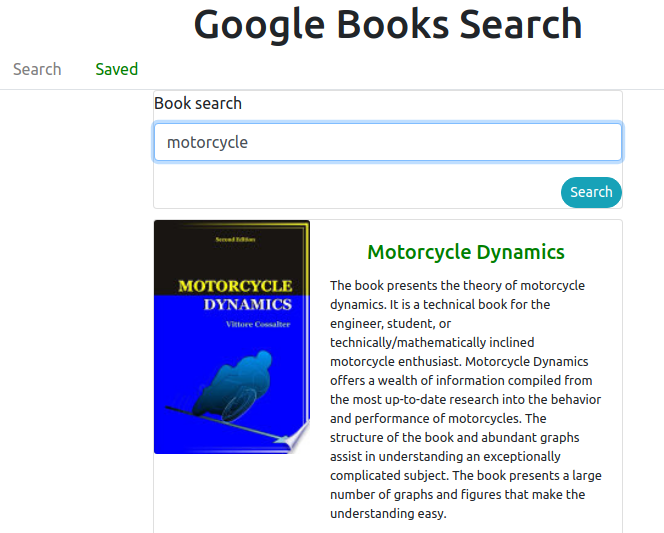 Google Books Search
Search Saved
Book search
motorcycle
Search
Second Edition
MOTORCYCLE
DYNAMICS
Vittore Cossalter
Motorcycle Dynamics
The book presents the theory of motorcycle
dynamics. It is a technical book for the
engineer, student, or
technically/mathematically inclined
motorcycle enthusiast. Motorcycle Dynamics
offers a wealth of information compiled from
the most up-to-date research into the behavior
and performance of motorcycles. The
structure of the book and abundant graphs
assist in understanding an exceptionally
complicated subject. The book presents a large
number of graphs and figures that make the
understanding easy.